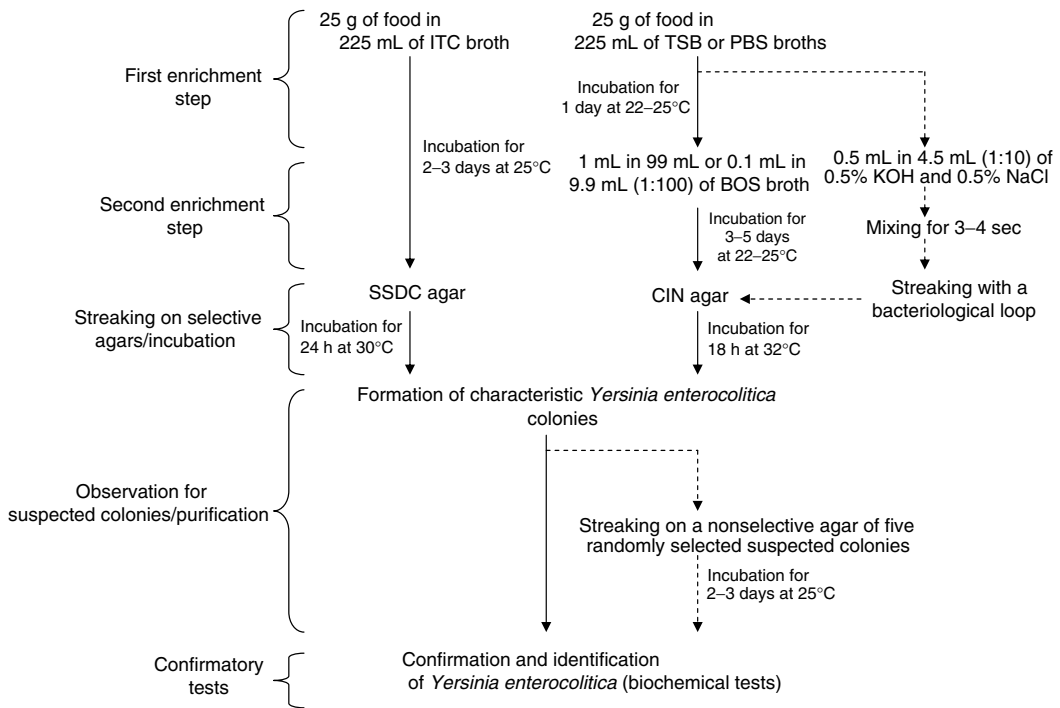 First enrichment
step
25 g of food in
225 mL of ITC broth
25 g of food in
225 mL of TSB or PBS broths
Incubation for
1 day at 22–25°C
Incubation for
2–3 days at 25°C
Second enrichment
step
1 mL in 99 mL or 0.1 mL in
9.9 mL (1:100) of BOS broth
0.5 mL in 4.5 mL (1:10) of
0.5% KOH and 0.5% NaCl
Incubation for
3–5 days
at 22–25°C
Mixing for 3–4 sec
Streaking on selective
agars/incubation
SSDC agar
CIN agar
Streaking with a
bacteriological loop
Incubation for
24 h at 30°C
Incubation for
18 h at 32°C
Observation for
suspected colonies/purification
Formation of characteristic Yersinia enterocolitica
colonies
Streaking on a nonselective agar of five
randomly selected suspected colonies
Incubation for
2–3 days at 25°C
Confirmatory
tests
Confirmation and identification
of Yersinia enterocolitica (biochemical tests)